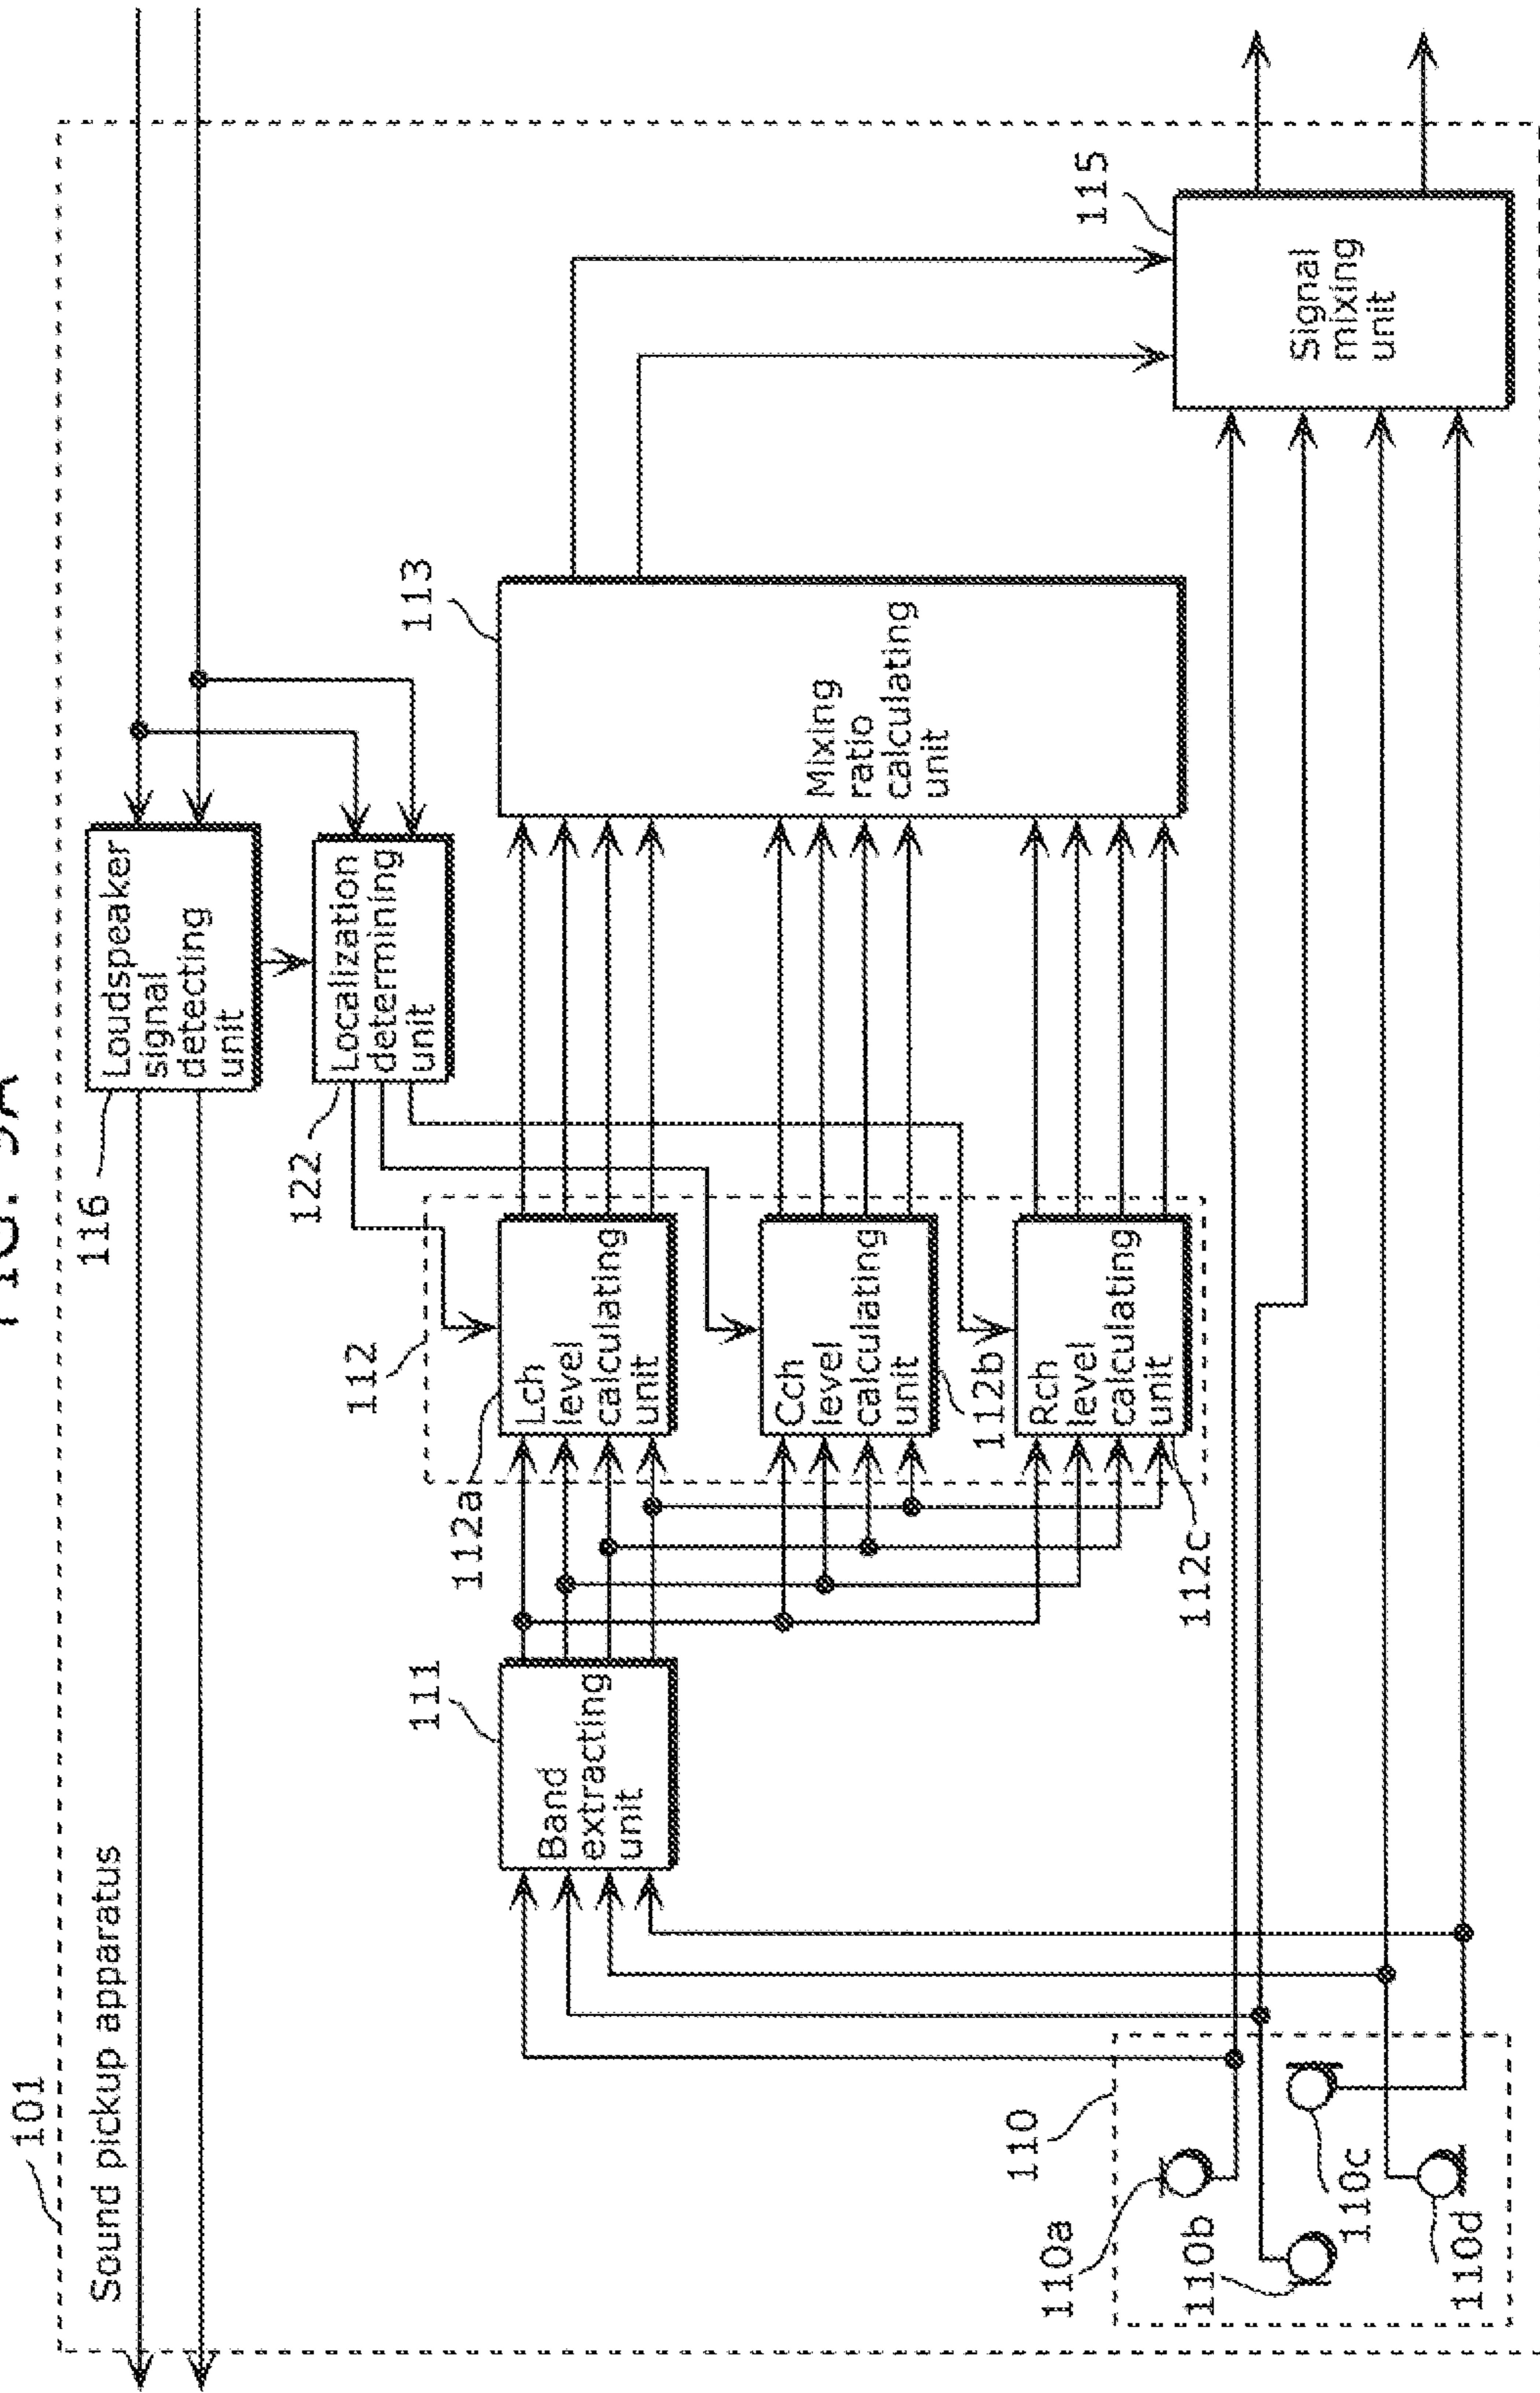 101
Sound pickup apparatus
116
Loudspeaker
signal
detecting
unit
122
Localization
determining
unit
112
112a
Lch
level
calculating
unit
Cch
level
calculating
unit
112b
Rch
level
calculating
unit
112c
111
Band
extracting
unit
113
Mixing
ratio
calculating
unit
115
Signal
mixing
unit
110
110a
110b
110c
110d